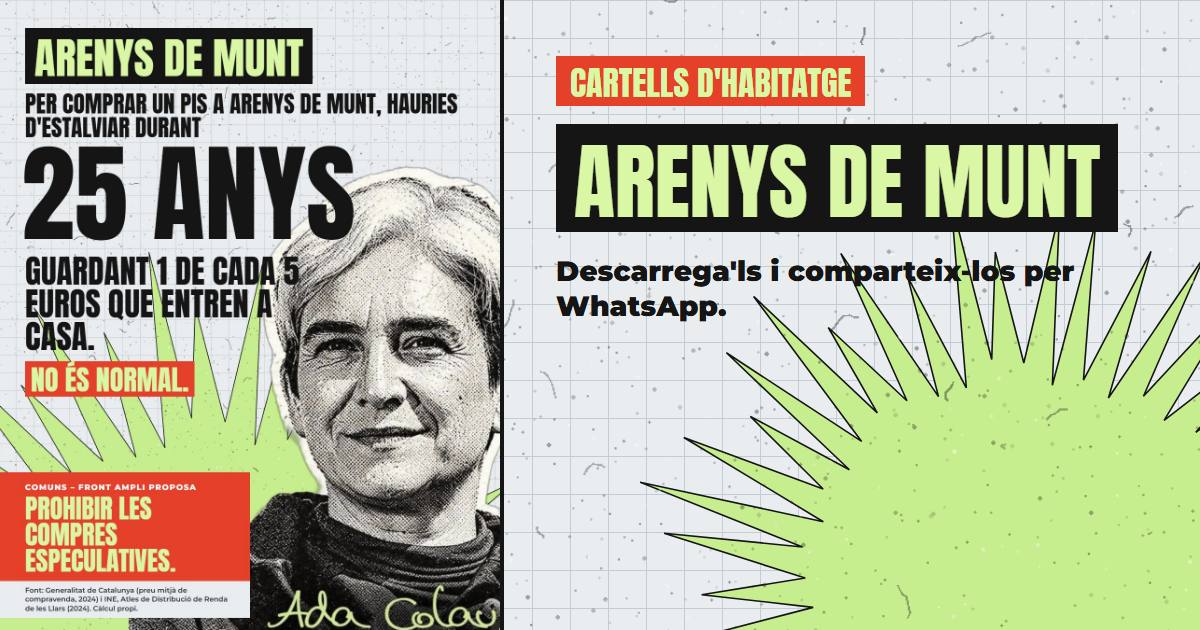 ARENYS DE MUNT
PER COMPRAR UN PIS A ARENYS DE MUNT, HAURIES
D'ESTALVIAR DURANT
25 ANYS
GUARDANT 1 DE CADA 5
EUROS QUE ENTREN A
CASA.
NO ÉS NORMAL.
COMUNS – FRONT AMPLI PROPOSA
PROHIBIR LES
COMPRES
ESPECULATIVES.
Font: Generalitat de Catalunya (preu mitjà de
compravenda, 2024) i INE, Atles de Distribució de Renda
de les Llars (2024). Càlcul propi.
Ada Colau
CARTELLS D'HABITATGE
ARENYS DE MUNT
Descarrega'ls i comparteix-los per
WhatsApp.